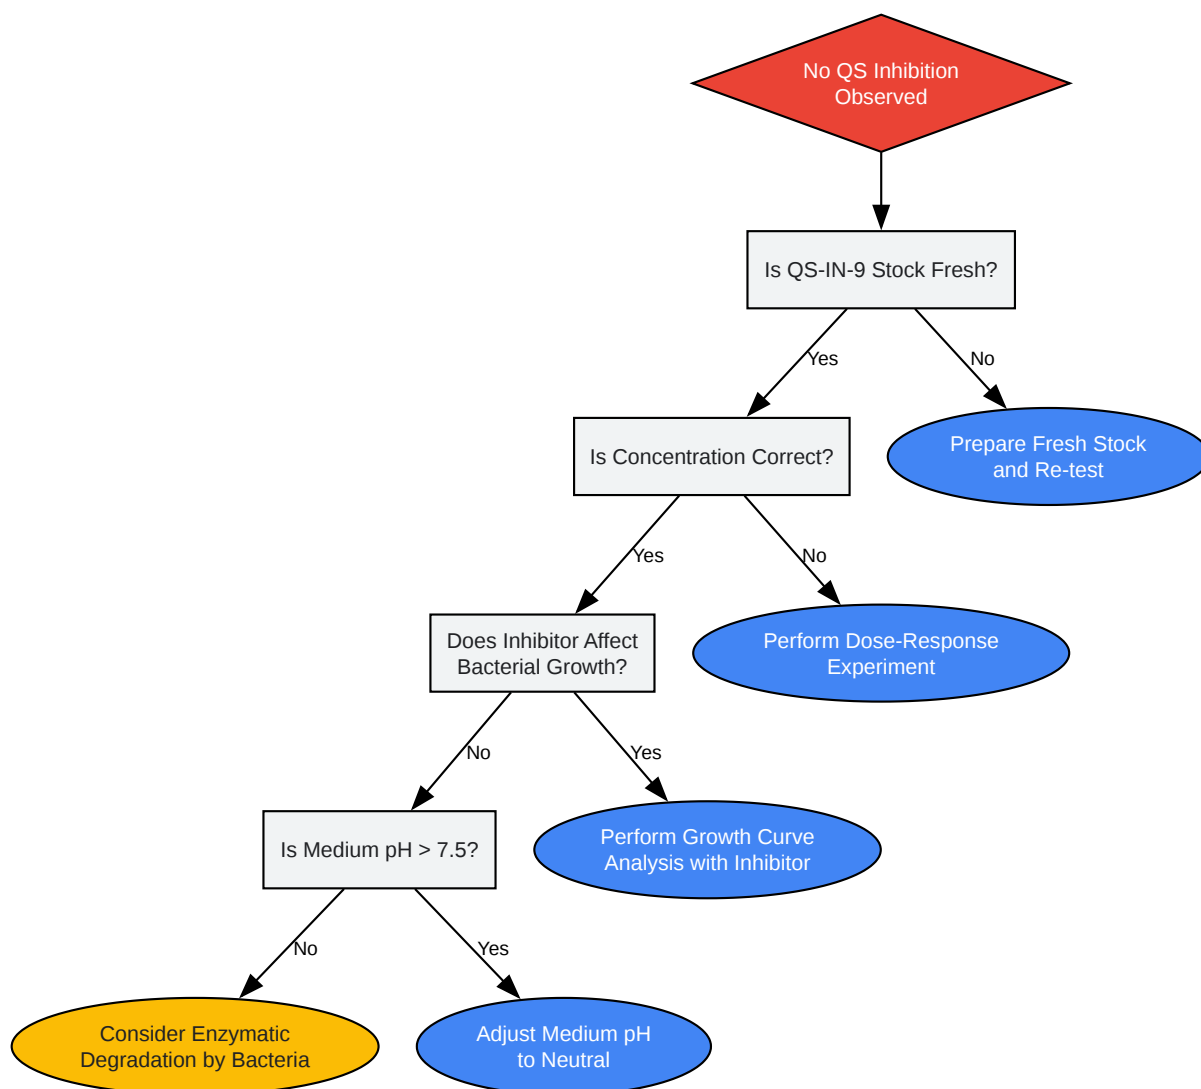 No QS Inhibition
Observed
Is QS-IN-9 Stock Fresh?
Yes
No
Is Concentration Correct?
Prepare Fresh Stock
and Re-test
Yes
No
Does Inhibitor Affect
Bacterial Growth?
Perform Dose-Response
Experiment
No
Yes
Is Medium pH > 7.5?
Perform Growth Curve
Analysis with Inhibitor
No
Yes
Consider Enzymatic
Degradation by Bacteria
Adjust Medium pH
to Neutral